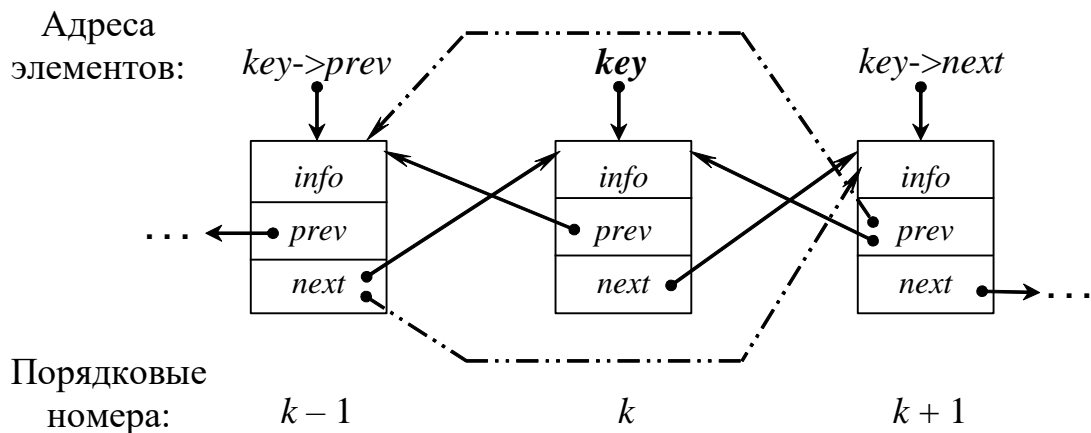 Адреса
элементов:
key->prev
key
key->next
info
info
info
. . .
prev
prev
prev
next
next
next
. . .
Порядковые
номера:
k – 1
k
k + 1